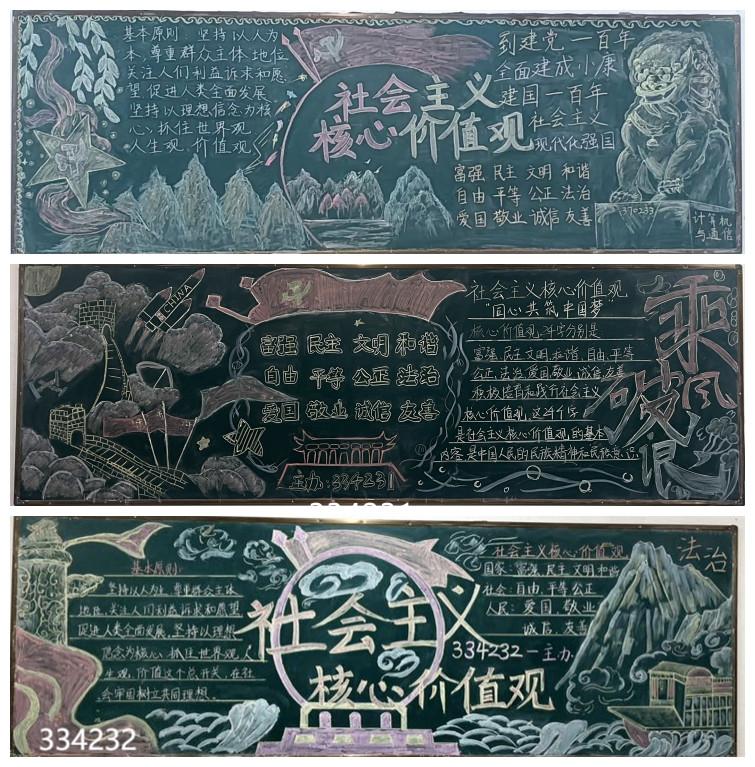 基本原则：坚持以人为
本，尊重群众主体地位
关注人们利益诉求和愿
望促进人类全面发展
坚持以理想信念为核
心，抓住世界观
人生观，价值观
社会主义
核心价值观
到建党一百年
全面建成小康
建国一百年
社会主义
现代化强国
富强 民主 文明 和谐
自由 平等 公正 法治
爱国 敬业 诚信 友善
370233
计算机
与通信
CHINA
富强 民主 文明 和谐
自由 平等 公正 法治
爱国 敬业 诚信 友善
主办：334231
社会主义核心价值观
"同心共筑中国梦"
核心价值观，分别是
富强，民主，文明，和谐，自由，平等
公正，法治，爱国，敬业，诚信，友善
积极培育和践行社会主义
核心价值观，这24个字
是社会主义核心价值观的基本
内容，是中国人民的民族精神和民族意识
乘
风
破
浪
基本原则：
坚持以人为本，尊重群众主体
地位，关注人们利益诉求和愿望
促进人类全面发展，坚持以理想
信念为核心，抓住世界观，人
生观，价值这个总开关，在社
会牢固树立共同理想。
社会主义
核心价值观
334232－主办
社会主义核心价值观
国家：富强，民主，文明，和谐
社会：自由，平等，公正
人民：爱国，敬业
诚信，友善
法治
334232